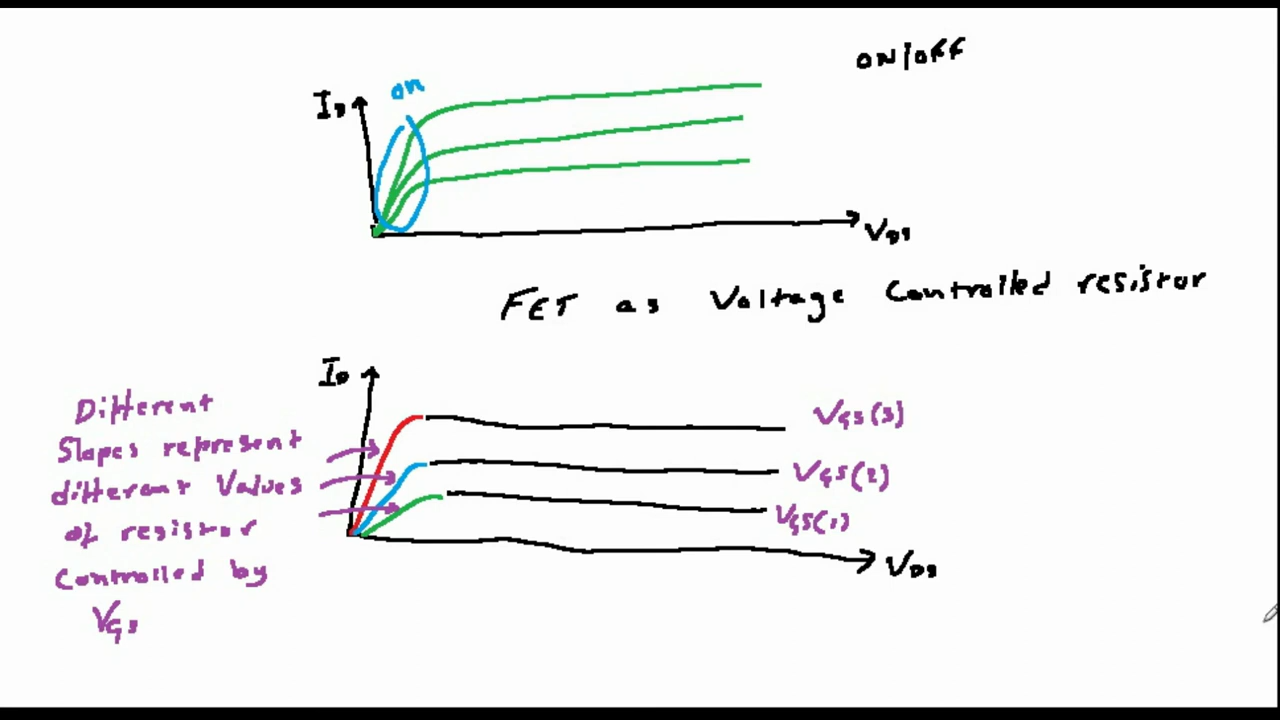 ON/OFF
on
ID
VDS
FET as Voltage Controlled resistor
ID
Different
Slopes represent
different Values
of resistor
Controlled by
VGS
VGS(3)
VGS(2)
VGS(1)
VDS